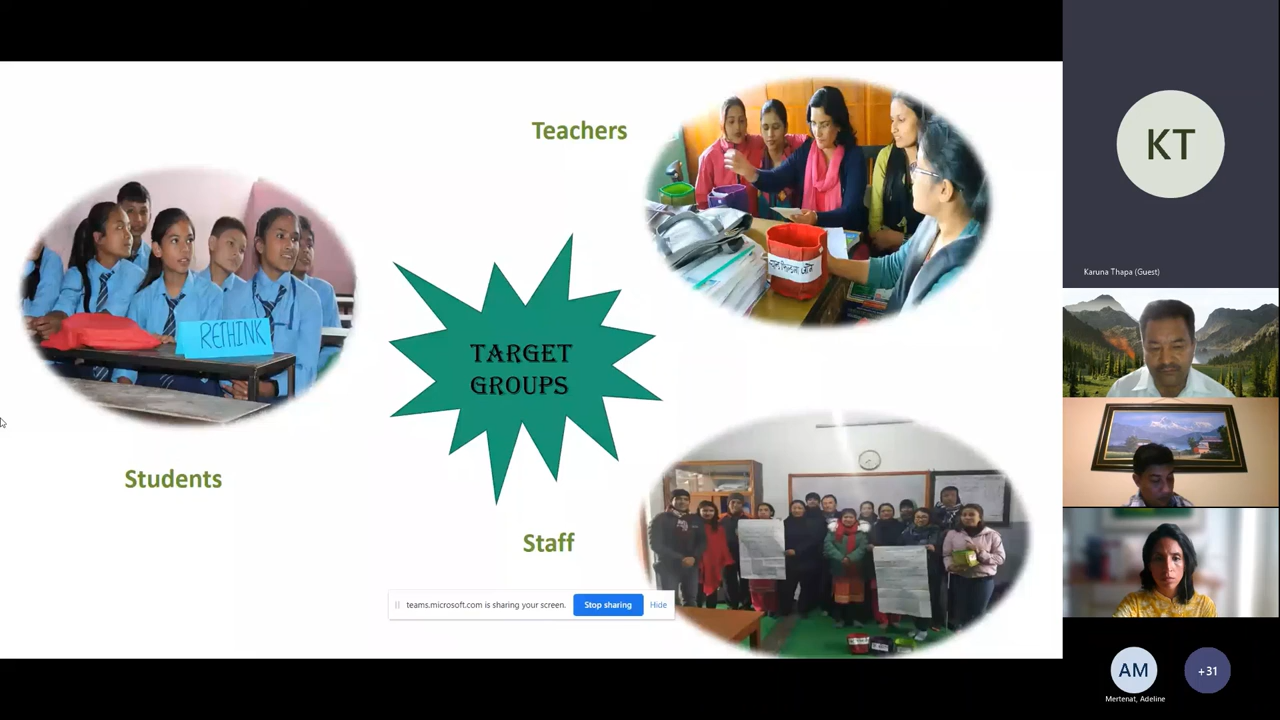 Teachers
RETHINK
TARGET
GROUPS
Students
Staff
teams.microsoft.com is sharing your screen. Stop sharing Hide
KT
Karuna Thapa (Guest)
AM
+31
Mertenat, Adeline